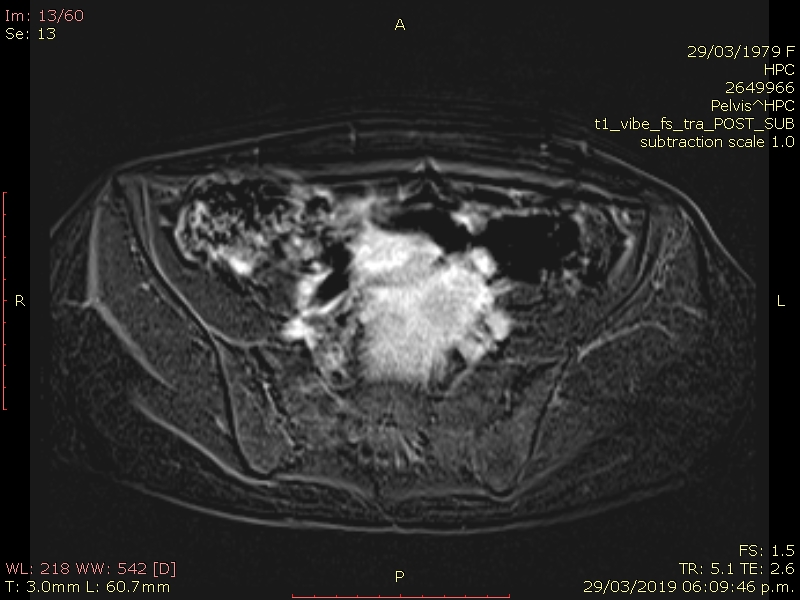 Im: 13/60
Se: 13
A
29/03/1979 F
HPC
2649966
Pelvis^HPC
t1_vibe_fs_tra_POST_SUB
subtraction scale 1.0
R
L
WL: 218 WW: 542 [D]
T: 3.0mm L: 60.7mm
P
FS: 1.5
TR: 5.1 TE: 2.6
29/03/2019 06:09:46 p.m.